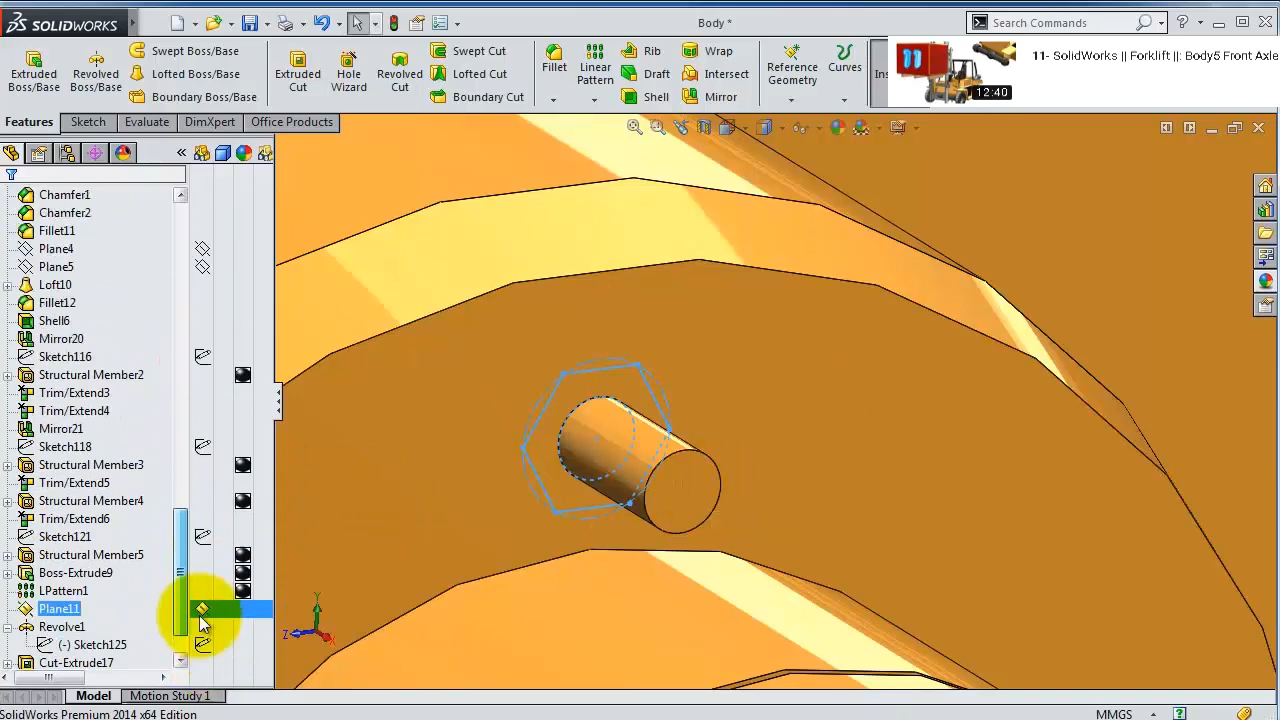 SOLIDWORKS
Body *
Search Commands
Extruded Boss/Base
Revolved Boss/Base
Swept Boss/Base
Lofted Boss/Base
Boundary Boss/Base
Extruded Cut
Hole Wizard
Revolved Cut
Swept Cut
Lofted Cut
Boundary Cut
Fillet
Linear Pattern
Rib
Draft
Shell
Wrap
Intersect
Mirror
Reference Geometry
Curves
Ins
11
12:40
11- SolidWorks || Forklift ||: Body5 Front Axle
Features
Sketch
Evaluate
DimXpert
Office Products
Chamfer1
Chamfer2
Fillet11
Plane4
Plane5
Loft10
Fillet12
Shell6
Mirror20
Sketch116
Structural Member2
Trim/Extend3
Trim/Extend4
Mirror21
Sketch118
Structural Member3
Trim/Extend5
Structural Member4
Trim/Extend6
Sketch121
Structural Member5
Boss-Extrude9
LPattern1
Plane11
Revolve1
(-) Sketch125
Cut-Extrude17
Y
Z
X
Model
Motion Study 1
SolidWorks Premium 2014 x64 Edition
MMGS